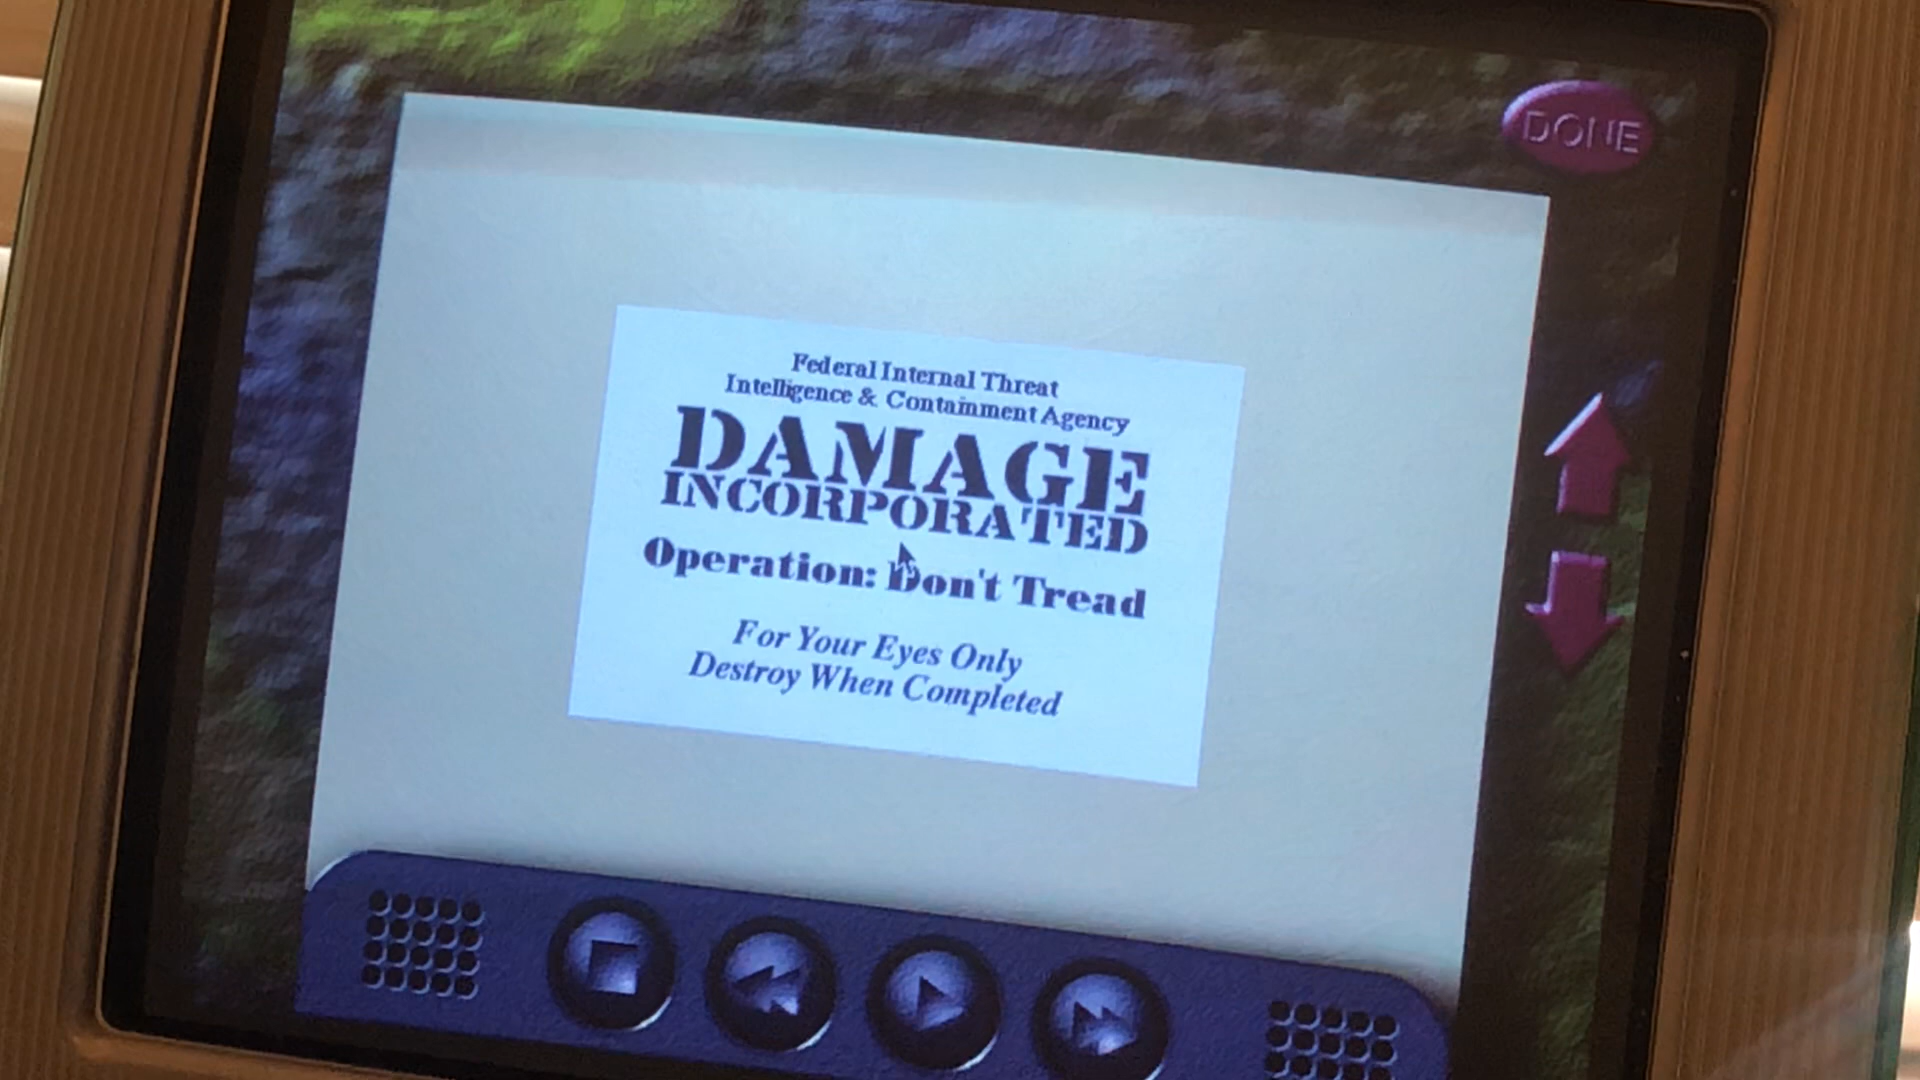 DONE
Federal Internal Threat
Intelligence & Containment Agency
DAMAGE
INCORPORATED
Operation: Don't Tread
For Your Eyes Only
Destroy When Completed